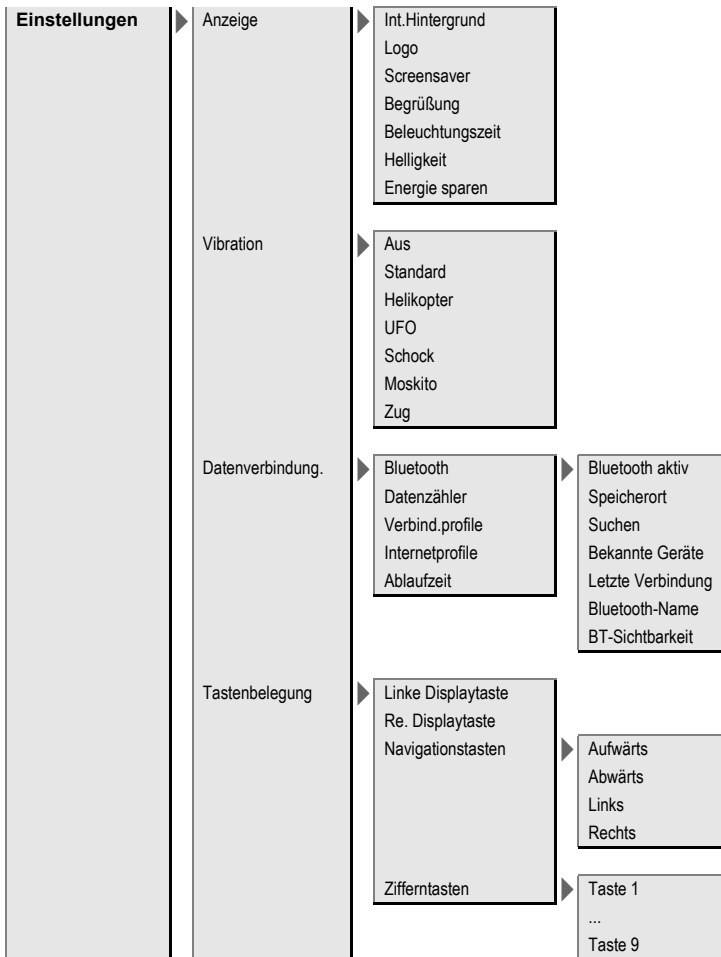 Einstellungen
Anzeige
Int.Hintergrund
Logo
Screensaver
Begrüßung
Beleuchtungszeit
Helligkeit
Energie sparen
Vibration
Aus
Standard
Helikopter
UFO
Schock
Moskito
Zug
Datenverbindung.
Bluetooth
Datenzähler
Verbind.profile
Internetprofile
Ablaufzeit
Bluetooth aktiv
Speicherort
Suchen
Bekannte Geräte
Letzte Verbindung
Bluetooth-Name
BT-Sichtbarkeit
Tastenbelegung
Linke Displaytaste
Re. Displaytaste
Navigationstasten
Aufwärts
Abwärts
Links
Rechts
Zifferntasten
Taste 1
...
Taste 9